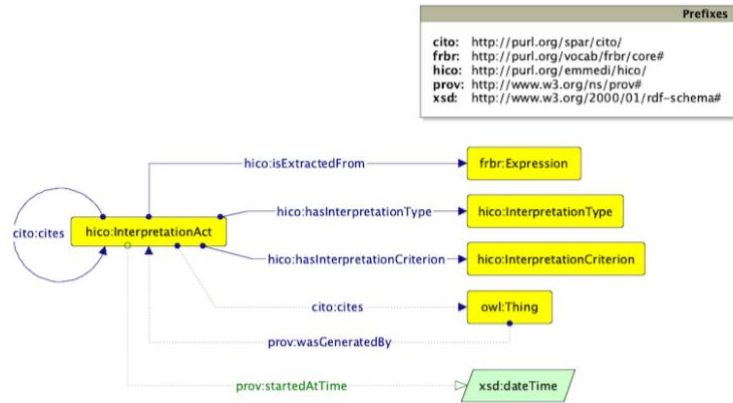 Prefixes
cito: http://purl.org/spar/cito/
frbr: http://purl.org/vocab/frbr/core#
hico: http://purl.org/emmedi/hico/
prov: http://www.w3.org/ns/prov#
xsd: http://www.w3.org/2000/01/rdf-schema#
hico:isExtractedFrom
frbr:Expression
hico:hasInterpretationType
hico:InterpretationType
cito:cites
hico:InterpretationAct
hico:hasInterpretationCriterion
hico:InterpretationCriterion
cito:cites
owl:Thing
prov:wasGeneratedBy
prov:startedAtTime
xsd:dateTime